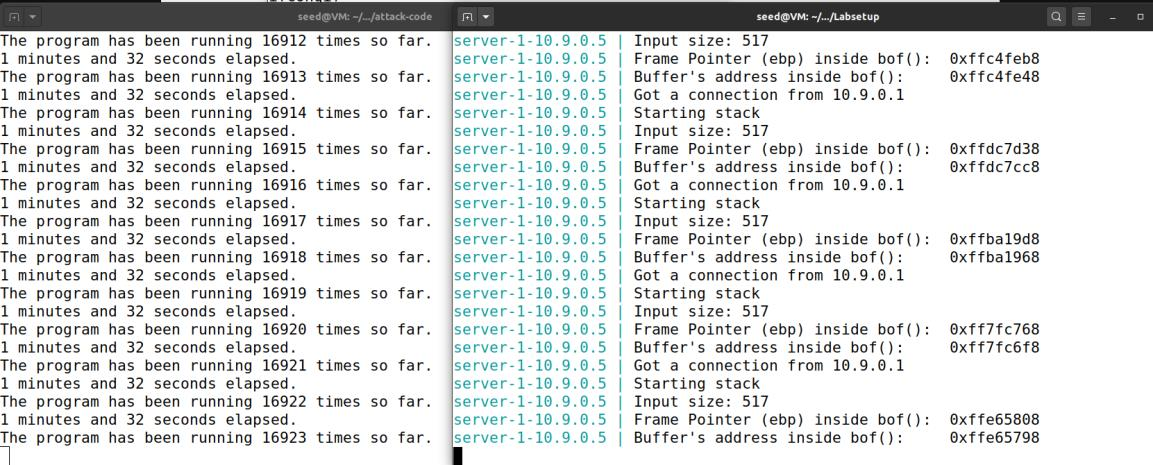 seed@VM: ~/.../attack-code
The program has been running 16912 times so far.
1 minutes and 32 seconds elapsed.
The program has been running 16913 times so far.
1 minutes and 32 seconds elapsed.
The program has been running 16914 times so far.
1 minutes and 32 seconds elapsed.
The program has been running 16915 times so far.
1 minutes and 32 seconds elapsed.
The program has been running 16916 times so far.
1 minutes and 32 seconds elapsed.
The program has been running 16917 times so far.
1 minutes and 32 seconds elapsed.
The program has been running 16918 times so far.
1 minutes and 32 seconds elapsed.
The program has been running 16919 times so far.
1 minutes and 32 seconds elapsed.
The program has been running 16920 times so far.
1 minutes and 32 seconds elapsed.
The program has been running 16921 times so far.
1 minutes and 32 seconds elapsed.
The program has been running 16922 times so far.
1 minutes and 32 seconds elapsed.
The program has been running 16923 times so far.
seed@VM: ~/.../Labsetup
server-1-10.9.0.5 | Input size: 517
server-1-10.9.0.5 | Frame Pointer (ebp) inside bof():  0xffc4feb8
server-1-10.9.0.5 | Buffer's address inside bof():     0xffc4fe48
server-1-10.9.0.5 | Got a connection from 10.9.0.1
server-1-10.9.0.5 | Starting stack
server-1-10.9.0.5 | Input size: 517
server-1-10.9.0.5 | Frame Pointer (ebp) inside bof():  0xffdc7d38
server-1-10.9.0.5 | Buffer's address inside bof():     0xffdc7cc8
server-1-10.9.0.5 | Got a connection from 10.9.0.1
server-1-10.9.0.5 | Starting stack
server-1-10.9.0.5 | Input size: 517
server-1-10.9.0.5 | Frame Pointer (ebp) inside bof():  0xffba19d8
server-1-10.9.0.5 | Buffer's address inside bof():     0xffba1968
server-1-10.9.0.5 | Got a connection from 10.9.0.1
server-1-10.9.0.5 | Starting stack
server-1-10.9.0.5 | Input size: 517
server-1-10.9.0.5 | Frame Pointer (ebp) inside bof():  0xff7fc768
server-1-10.9.0.5 | Buffer's address inside bof():     0xff7fc6f8
server-1-10.9.0.5 | Got a connection from 10.9.0.1
server-1-10.9.0.5 | Starting stack
server-1-10.9.0.5 | Input size: 517
server-1-10.9.0.5 | Frame Pointer (ebp) inside bof():  0xffe65808
server-1-10.9.0.5 | Buffer's address inside bof():     0xffe65798